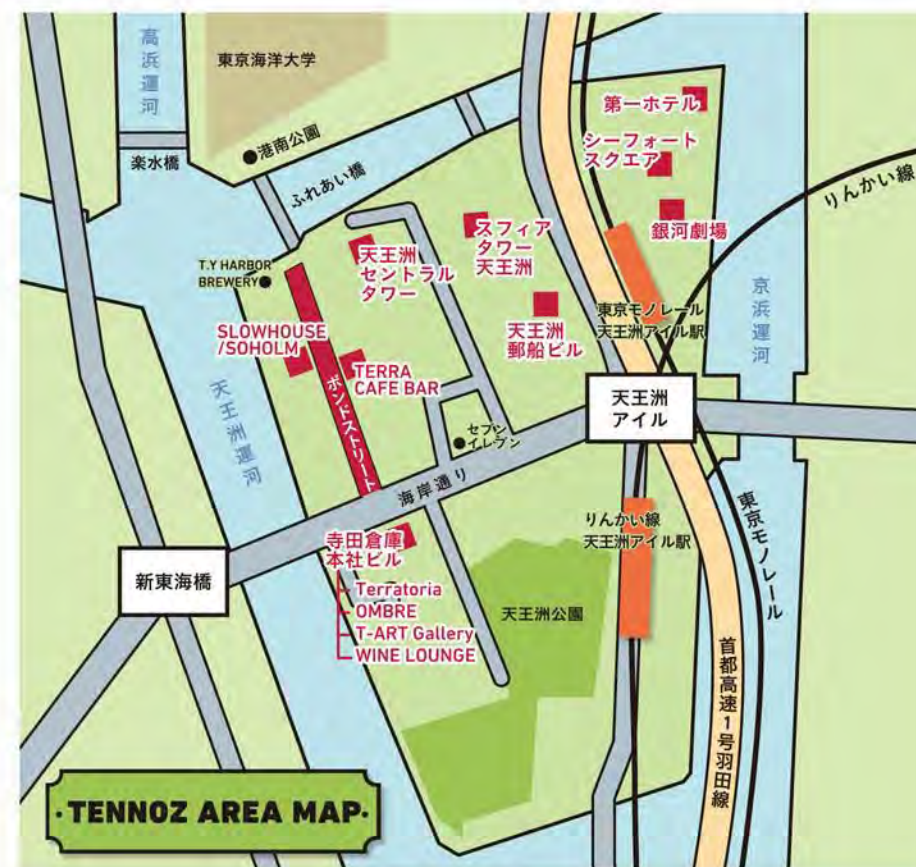 高浜運河
東京海洋大学
楽水橋
港南公園
ふれあい橋
第一ホテル
シーフォート
スクエア
銀河劇場
りんかい線
T.Y HARBOR
BREWERY
天王洲
セントラル
タワー
スフィア
タワー
天王洲
天王洲
郵船ビル
東京モノレール
天王洲アイル駅
京浜運河
SLOWHOUSE
/SOHOLM
TERRA
CAFE BAR
ボンドストリート
天王洲運河
セブン
イレブン
天王洲
アイル
海岸通り
新東海橋
寺田倉庫
本社ビル
Terratoria
OMBRE
T-ART Gallery
WINE LOUNGE
りんかい線
天王洲アイル駅
天王洲公園
東京モノレール
首都高速1号羽田線
・TENNOZ AREA MAP・